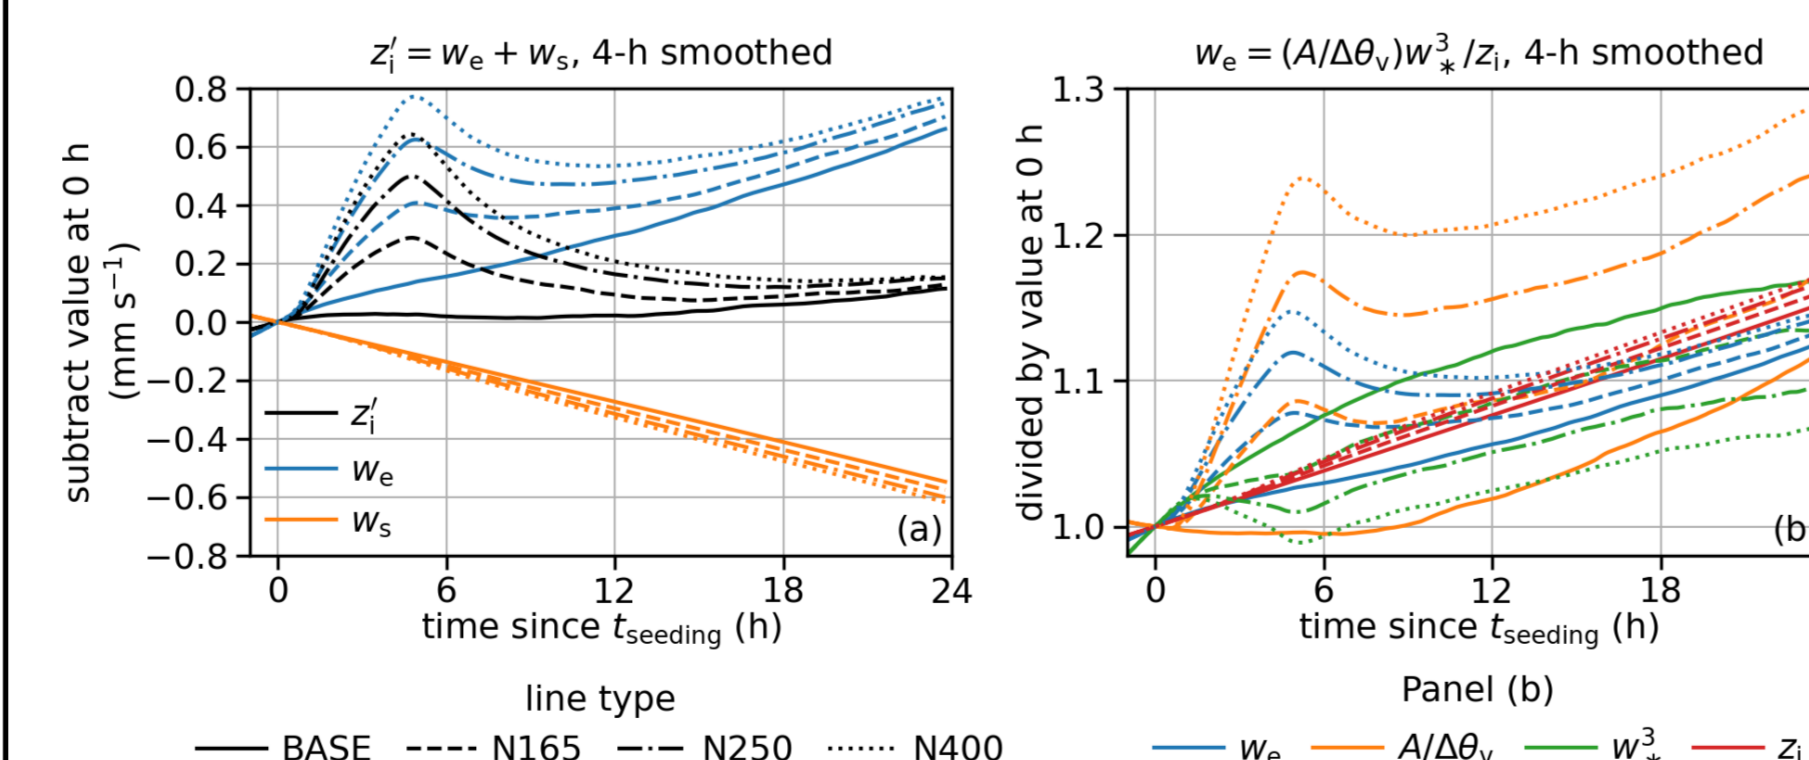 z′ᵢ = wₑ + wₛ, 4-h smoothed
subtract value at 0 h
(mm s⁻¹)
0.8
0.6
0.4
0.2
0.0
−0.2
−0.4
−0.6
−0.8
z′ᵢ
wₑ
wₛ
(a)
0 6 12 18 24
time since t_seeding (h)
wₑ = (A/Δθᵥ)w³∗/zᵢ, 4-h smoothed
divided by value at 0 h
1.3
1.2
1.1
1.0
(b
0 6 12 18
time since t_seeding (h)
line type
BASE N165 N250 N400
Panel (b)
wₑ A/Δθᵥ w³∗ zᵢ